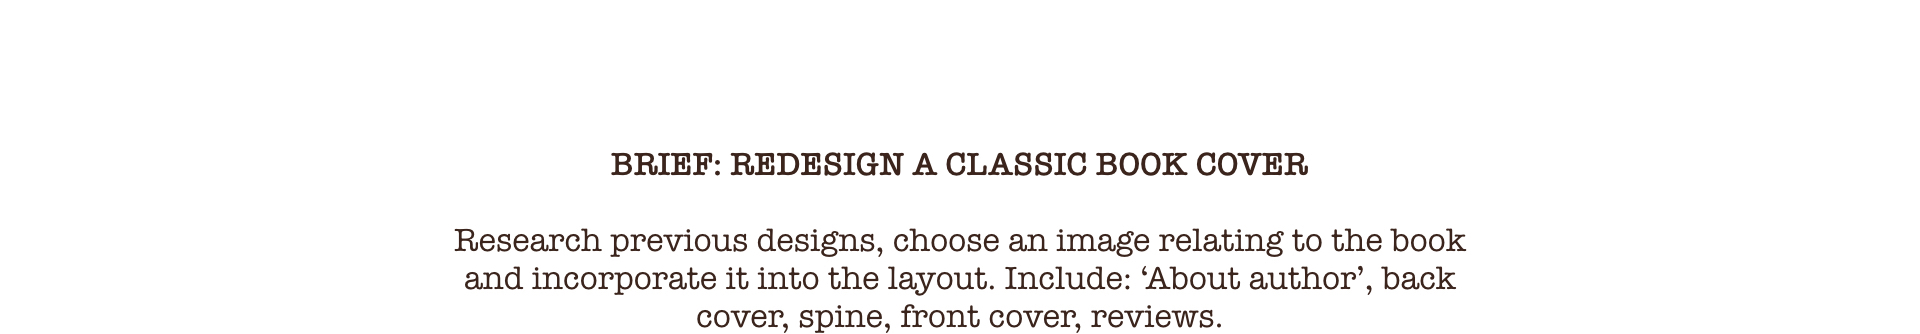 BRIEF: REDESIGN A CLASSIC BOOK COVER
Research previous designs, choose an image relating to the book
and incorporate it into the layout. Include: ‘About author’, back
cover, spine, front cover, reviews.